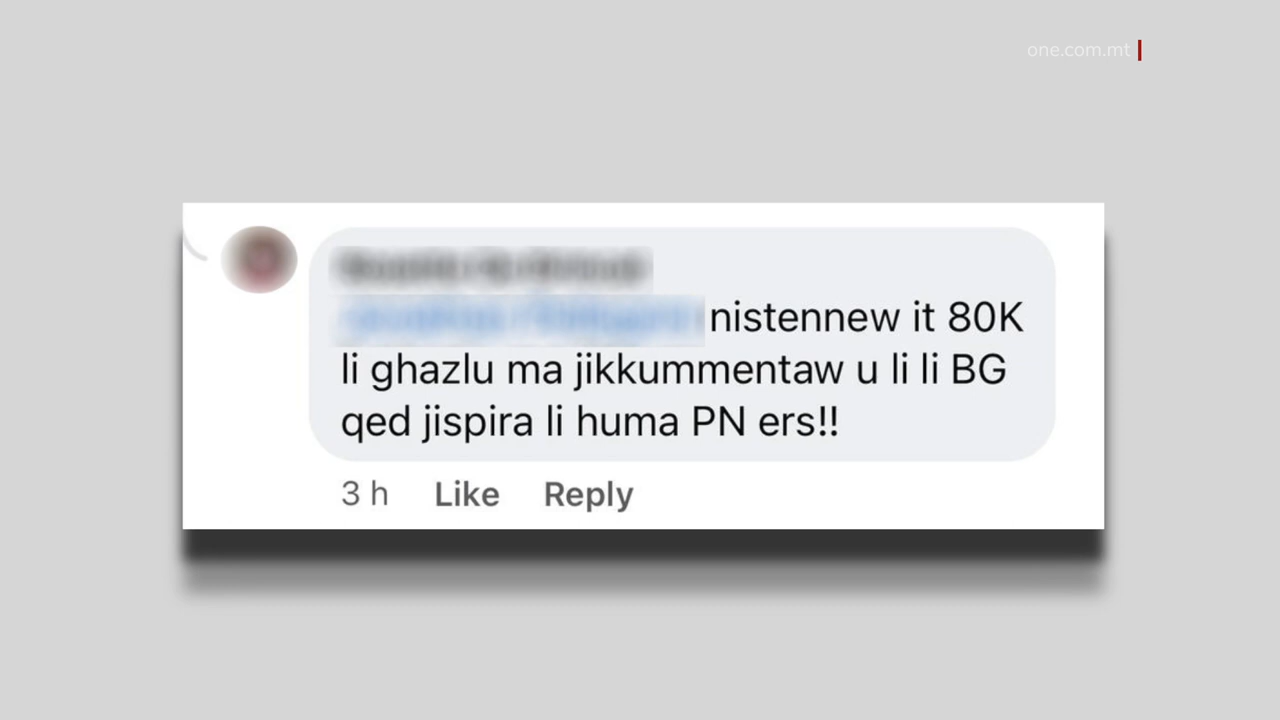 one.com.mt
nistennew it 80K
li ghazlu ma jikkummentaw u li li BG
qed jispira li huma PN ers!!
3 h Like Reply